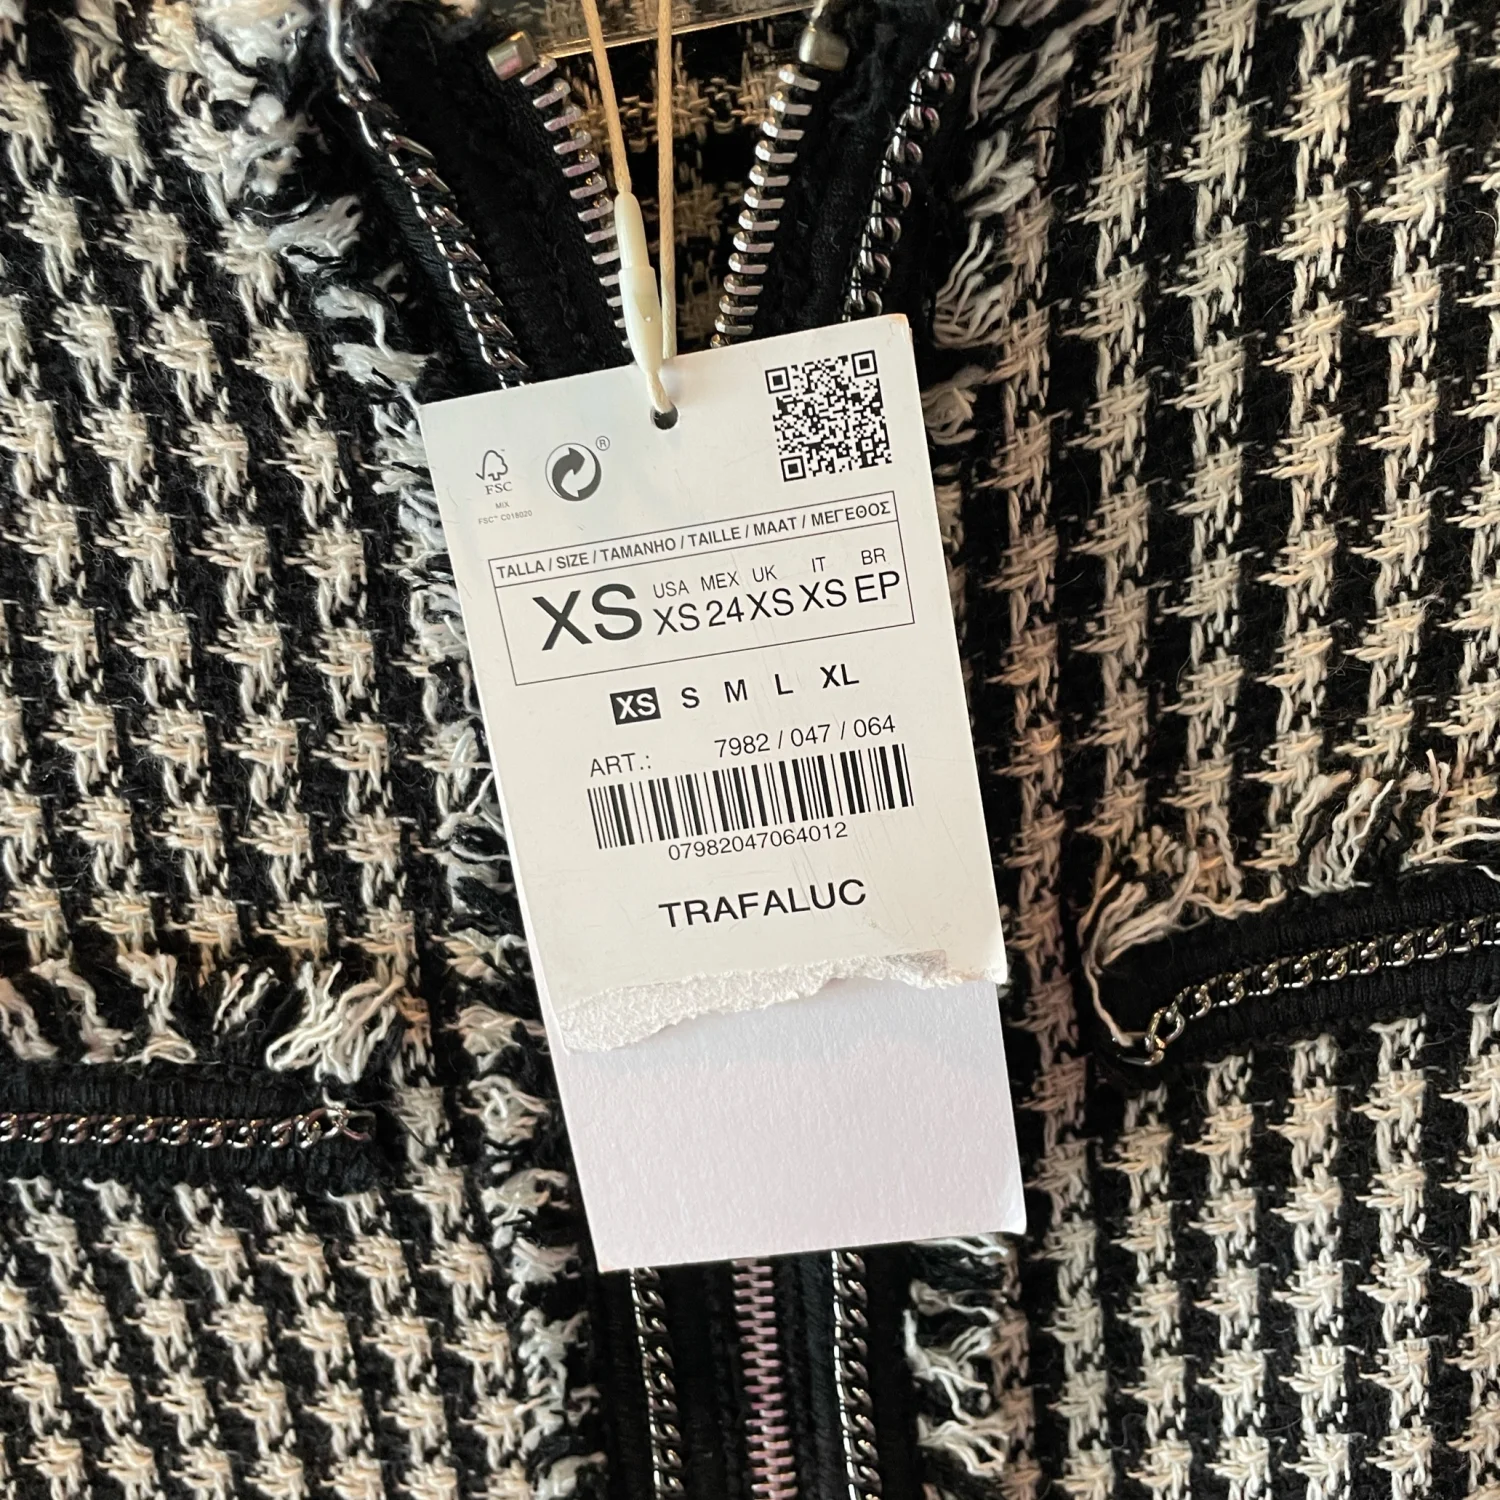 FSC
MIX
FSC™ C018020
®
TALLA / SIZE / TAMANHO / TAILLE / MAAT / ΜΕΓΕΘΟΣ
USA MEX UK IT BR
XS XS 24 XS XS EP
XS S M L XL
ART.: 7982 / 047 / 064
07982047064012
TRAFALUC